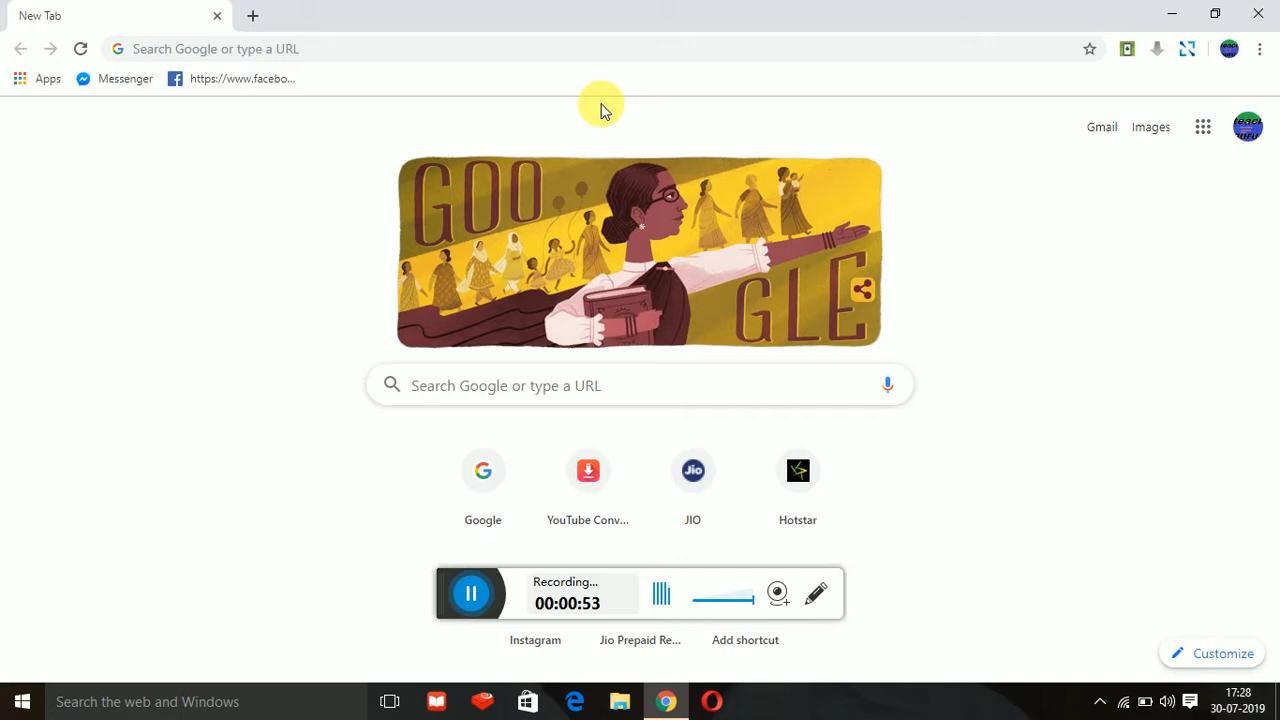 New Tab
Search Google or type a URL
Apps
Messenger
https://www.facebo...
Gmail
Images
GOO
GLE
Search Google or type a URL
Google
YouTube Conv...
JIO
Hotstar
Jio
Recording...
00:00:53
Instagram
Jio Prepaid Re...
Add shortcut
Customize
Search the web and Windows
17:28
30-07-2019